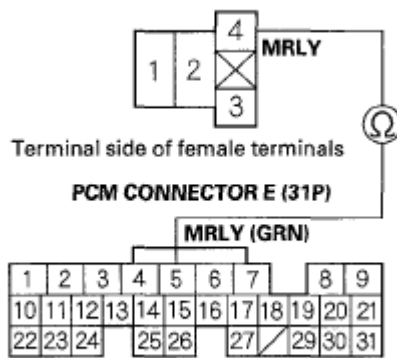 4
MRLY
1 2
3
Ω
Terminal side of female terminals
PCM CONNECTOR E (31P)
MRLY (GRN)
1 2 3 4 5 6 7 8 9
10 11 12 13 14 15 16 17 18 19 20 21
22 23 24 25 26 27 29 30 31